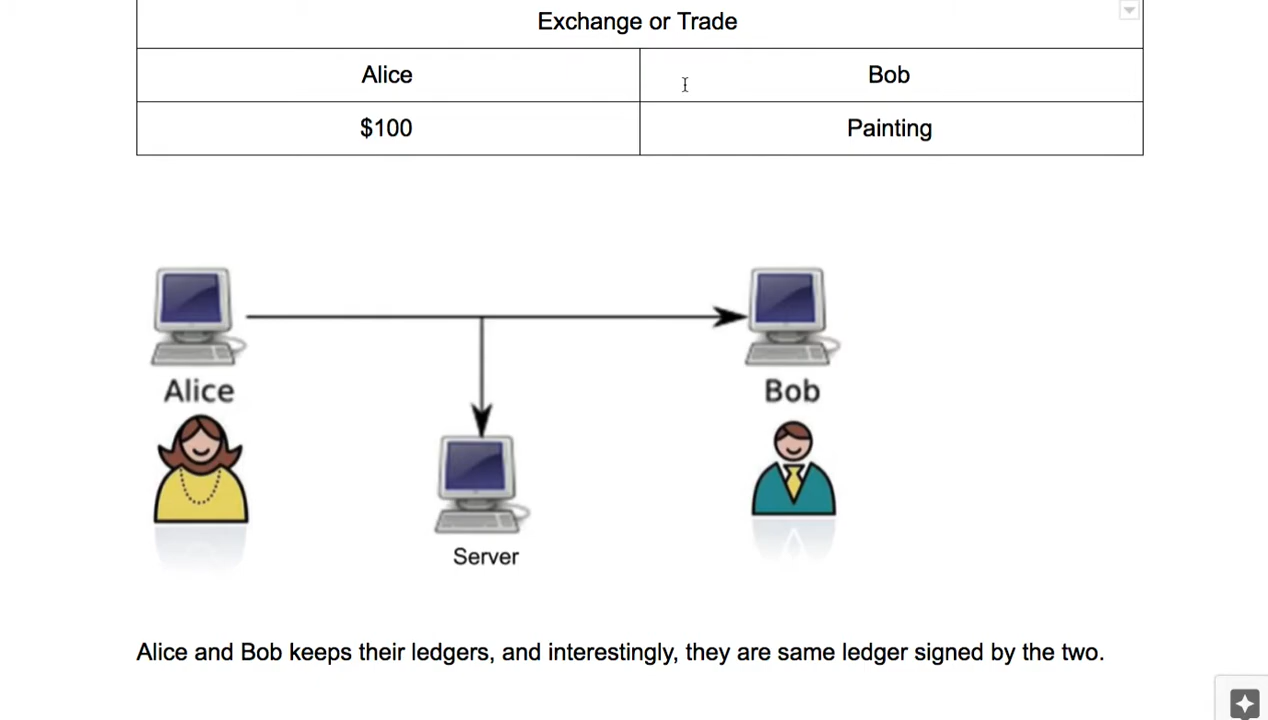 Exchange or Trade
Alice Bob
$100 Painting
Alice Bob
Server
Alice and Bob keeps their ledgers, and interestingly, they are same ledger signed by the two.